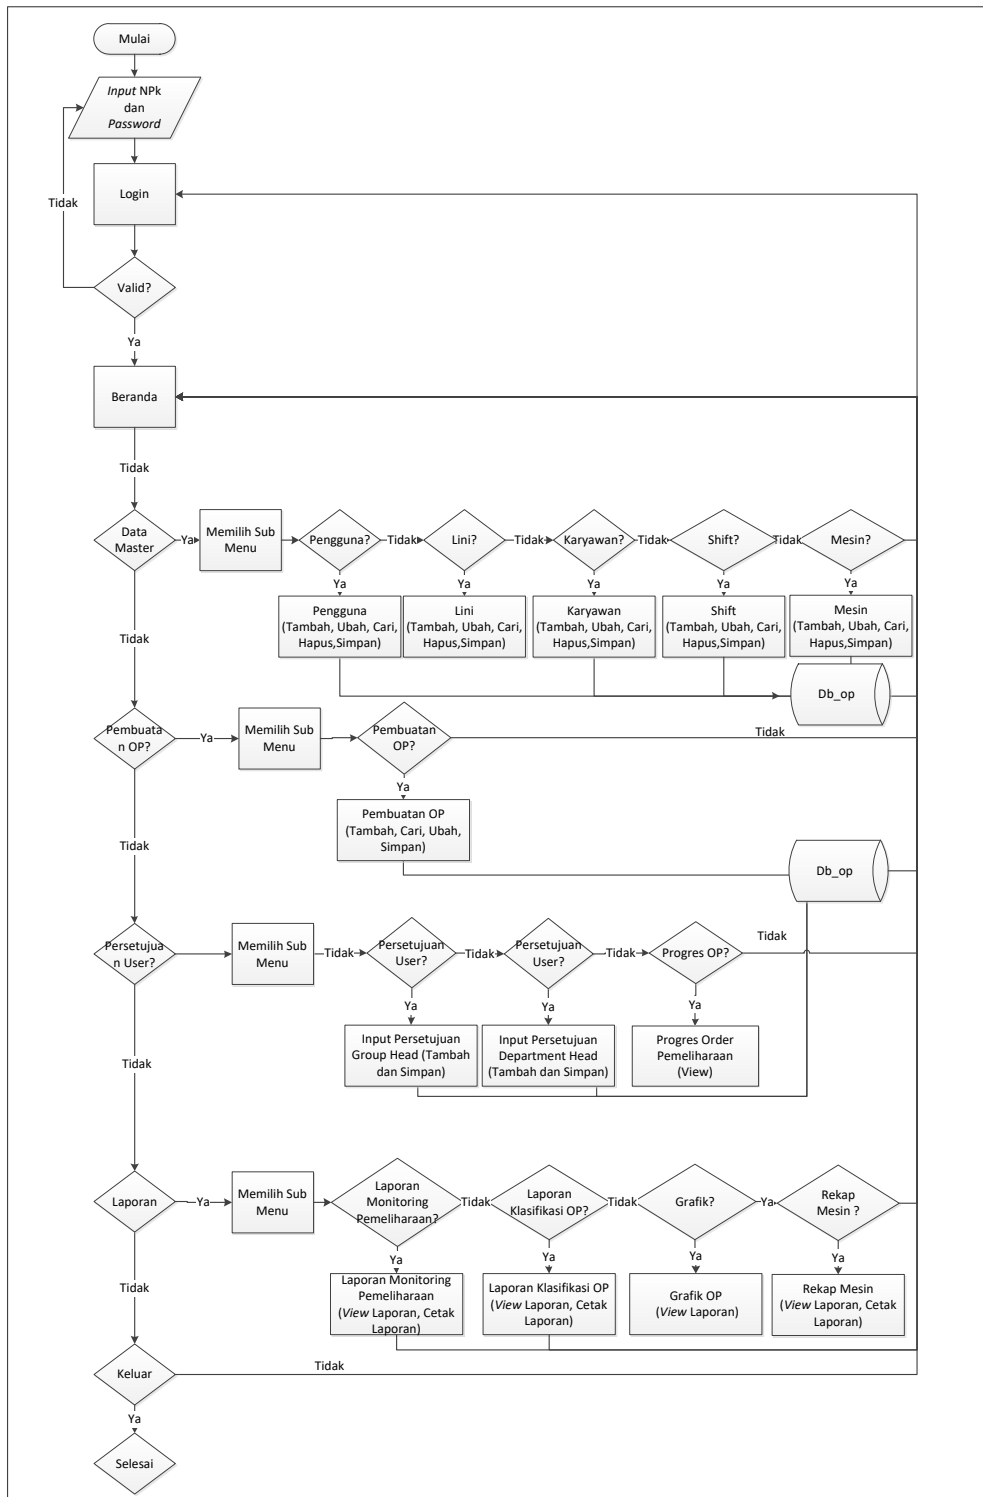 Mulai
Input NPk
dan
Password
Login
Tidak
Valid?
Ya
Beranda
Tidak
Data
Master
Ya
Memilih Sub
Menu
Pengguna?
Tidak
Lini?
Tidak
Karyawan?
Tidak
Shift?
Tidak
Mesin?
Ya
Ya
Ya
Ya
Ya
Pengguna
(Tambah, Ubah, Cari,
Hapus,Simpan)
Lini
(Tambah, Ubah, Cari,
Hapus,Simpan)
Karyawan
(Tambah, Ubah, Cari,
Hapus,Simpan)
Shift
(Tambah, Ubah, Cari,
Hapus,Simpan)
Mesin
(Tambah, Ubah, Cari,
Hapus,Simpan)
Tidak
Db_op
Pembuata
n OP?
Ya
Memilih Sub
Menu
Pembuatan
OP?
Tidak
Ya
Pembuatan OP
(Tambah, Cari, Ubah,
Simpan)
Tidak
Db_op
Persetujua
n User?
Memilih Sub
Menu
Tidak
Persetujuan
User?
Tidak
Persetujuan
User?
Tidak
Progres OP?
Tidak
Ya
Ya
Ya
Input Persetujuan
Group Head (Tambah
dan Simpan)
Input Persetujuan
Department Head
(Tambah dan Simpan)
Progres Order
Pemeliharaan
(View)
Tidak
Laporan
Ya
Memilih Sub
Menu
Laporan
Monitoring
Pemeliharaan?
Tidak
Laporan
Klasifikasi OP?
Tidak
Grafik?
Ya
Rekap
Mesin ?
Ya
Ya
Ya
Ya
Laporan Monitoring
Pemeliharaan
(View Laporan, Cetak
Laporan)
Laporan Klasifikasi OP
(View Laporan, Cetak
Laporan)
Grafik OP
(View Laporan)
Rekap Mesin
(View Laporan, Cetak
Laporan)
Tidak
Keluar
Tidak
Ya
Selesai